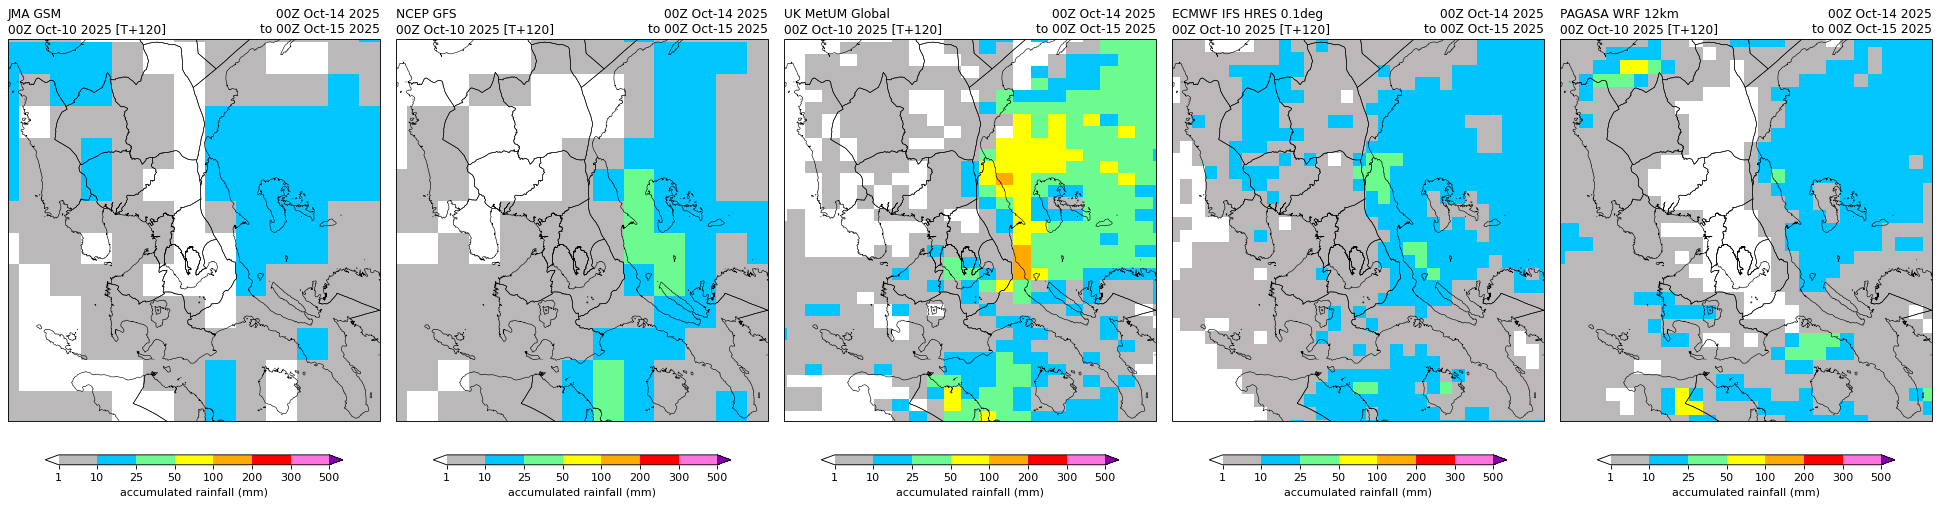 JMA GSM 00Z Oct-14 2025
00Z Oct-10 2025 [T+120] to 00Z Oct-15 2025
1 10 25 50 100 200 300 500
accumulated rainfall (mm)
NCEP GFS 00Z Oct-14 2025
00Z Oct-10 2025 [T+120] to 00Z Oct-15 2025
1 10 25 50 100 200 300 500
accumulated rainfall (mm)
UK MetUM Global 00Z Oct-14 2025
00Z Oct-10 2025 [T+120] to 00Z Oct-15 2025
1 10 25 50 100 200 300 500
accumulated rainfall (mm)
ECMWF IFS HRES 0.1deg 00Z Oct-14 2025
00Z Oct-10 2025 [T+120] to 00Z Oct-15 2025
1 10 25 50 100 200 300 500
accumulated rainfall (mm)
PAGASA WRF 12km 00Z Oct-14 2025
00Z Oct-10 2025 [T+120] to 00Z Oct-15 2025
1 10 25 50 100 200 300 500
accumulated rainfall (mm)